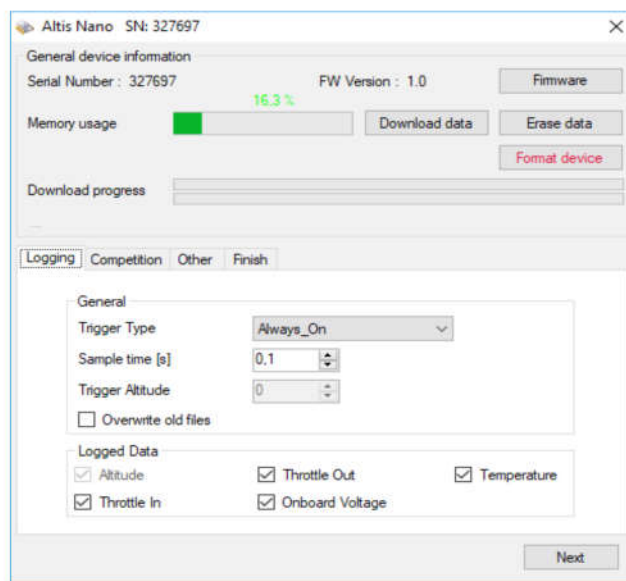 Altis Nano SN: 327697
General device information
Serial Number : 327697 FW Version : 1.0 Firmware
16,3 %
Memory usage Download data Erase data
Format device
Download progress
...
Logging Competition Other Finish
General
Trigger Type Always_On
Sample time [s] 0,1
Trigger Altitude 0
Overwrite old files
Logged Data
Altitude Throttle Out Temperature
Throttle In Onboard Voltage
Next